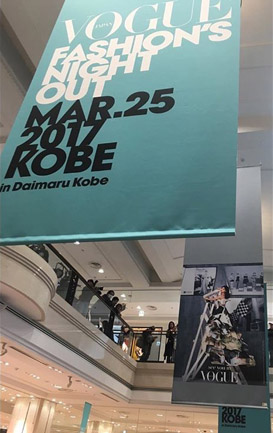 VOGUE
JAPAN
FASHION'S
NIGHT
OUT
MAR.25
2017
KOBE
in Daimaru Kobe
VOGUE
2017
KOBE